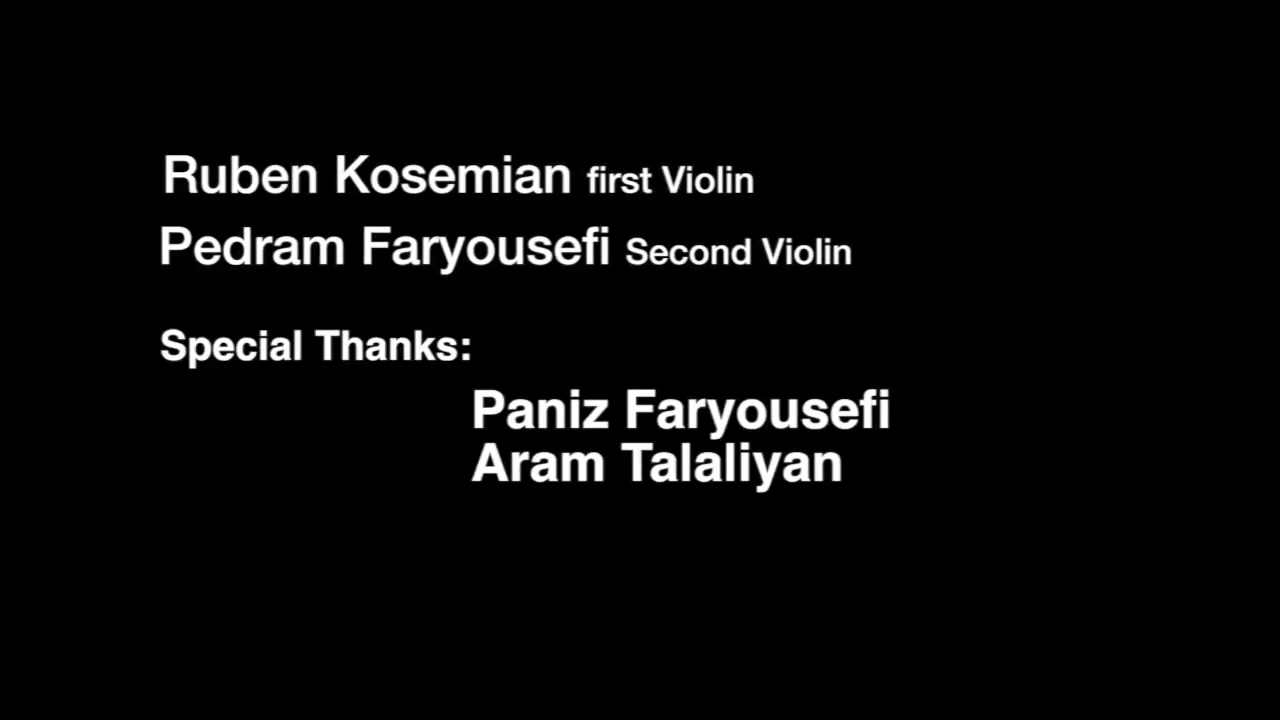 Ruben Kosemian first Violin
Pedram Faryousefi Second Violin
Special Thanks:
Paniz Faryousefi
Aram Talaliyan